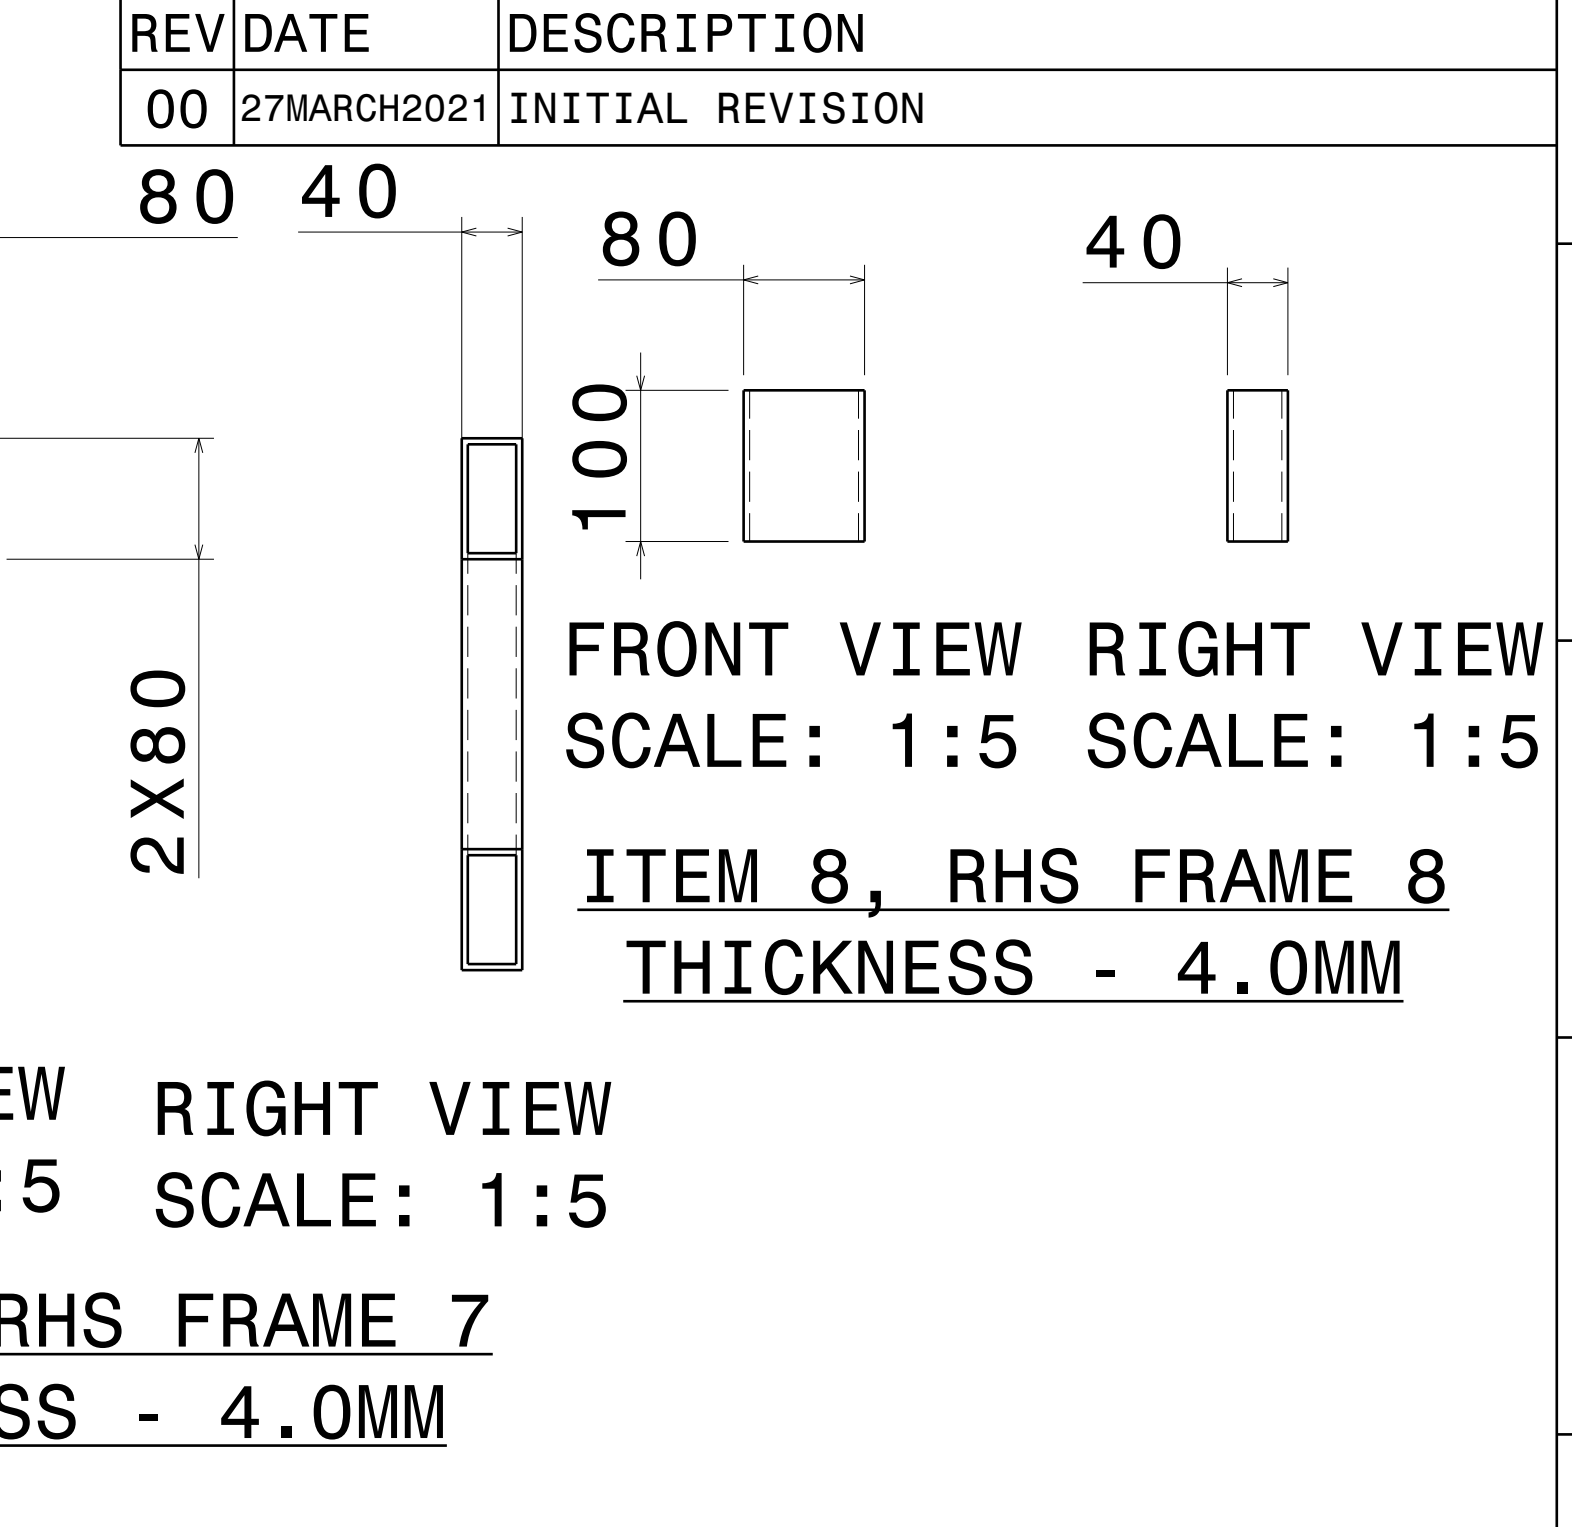 REV DATE DESCRIPTION
00 27MARCH2021 INITIAL REVISION
80 40
80
40
100
2X80
FRONT VIEW RIGHT VIEW
SCALE: 1:5 SCALE: 1:5
ITEM 8, RHS FRAME 8
THICKNESS - 4.0MM
EW RIGHT VIEW
:5 SCALE: 1:5
RHS FRAME 7
SS - 4.0MM